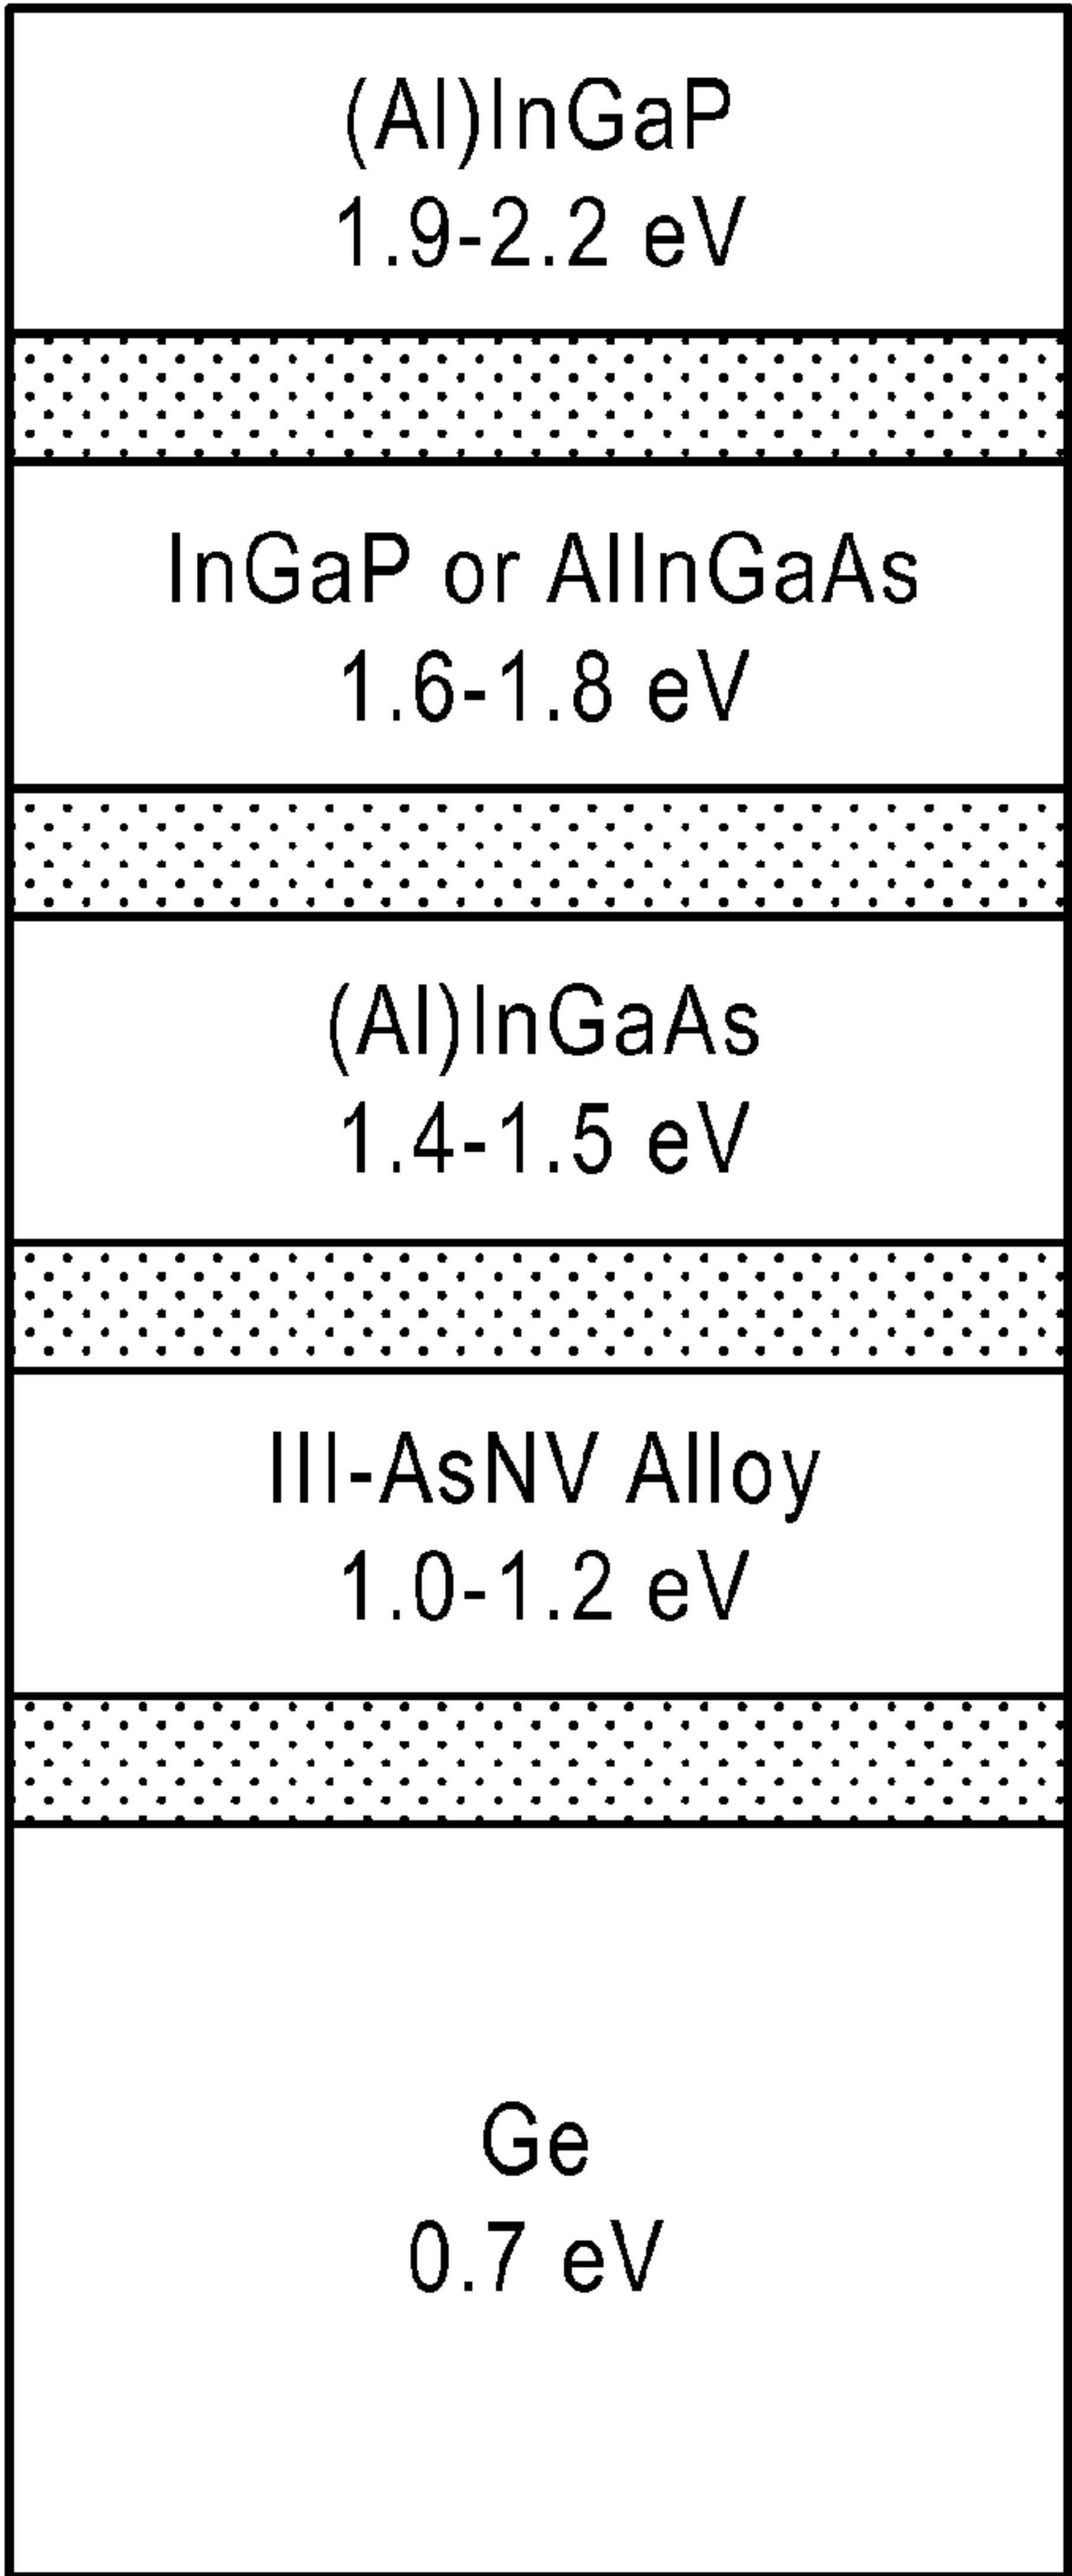 (Al)InGaP
1.9-2.2 eV
InGaP or AlInGaAs
1.6-1.8 eV
(Al)InGaAs
1.4-1.5 eV
III-AsNV Alloy
1.0-1.2 eV
Ge
0.7 eV